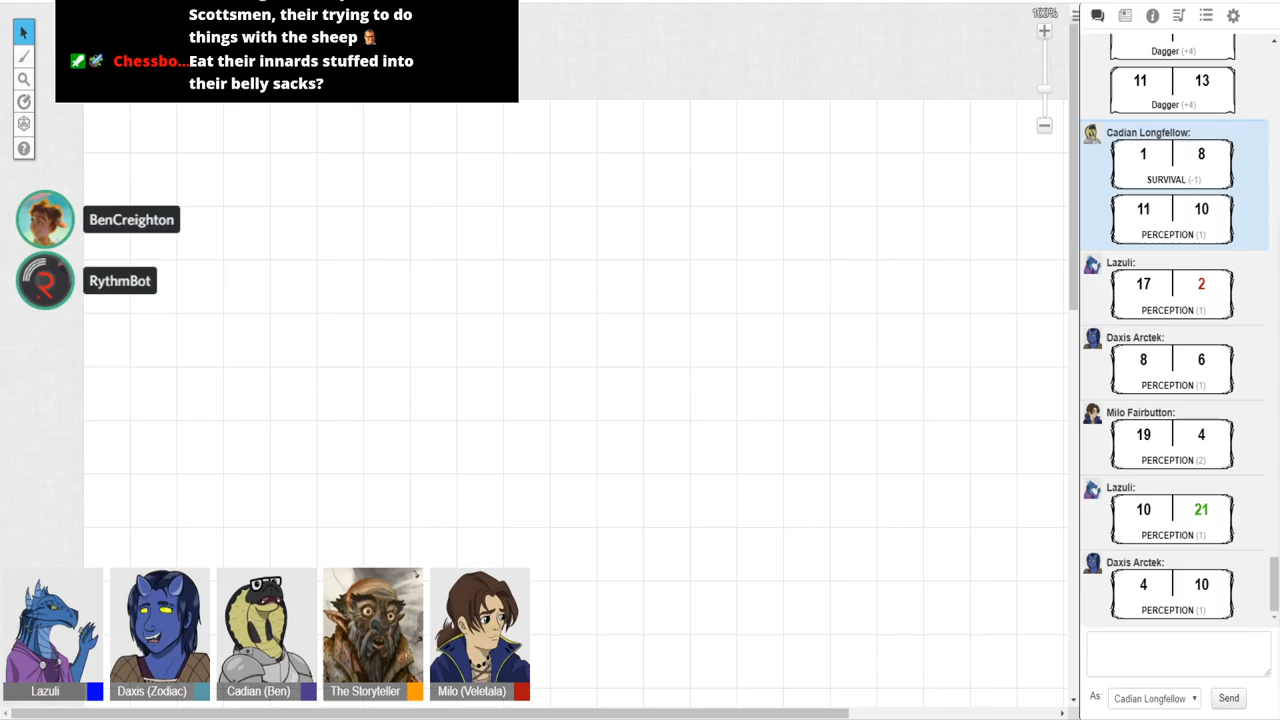 Scottsmen, their trying to do
things with the sheep
Chessbo... Eat their innards stuffed into
their belly sacks?
BenCreighton
RythmBot
Lazuli
Daxis (Zodiac)
Cadian (Ben)
The Storyteller
Milo (Veletala)
100%
Dagger (+4)
11 13
Dagger (+4)
Cadian Longfellow:
1 8
SURVIVAL (-1)
11 10
PERCEPTION (1)
Lazuli:
17 2
PERCEPTION (1)
Daxis Arctek:
8 6
PERCEPTION (1)
Milo Fairbutton:
19 4
PERCEPTION (2)
Lazuli:
10 21
PERCEPTION (1)
Daxis Arctek:
4 10
PERCEPTION (1)
As: Cadian Longfellow Send